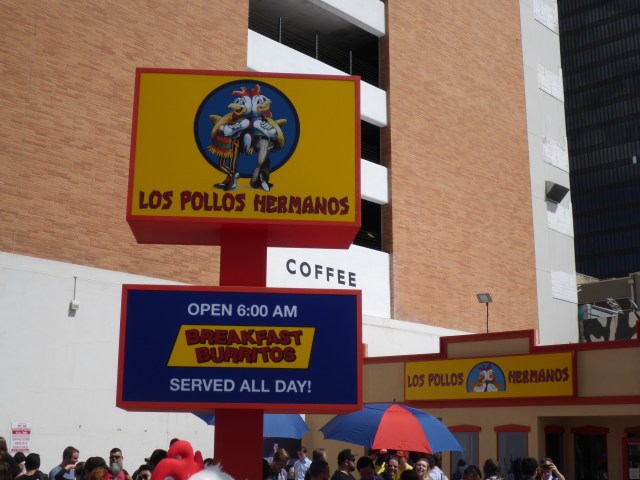 LOS POLLOS HERMANOS
COFFEE
OPEN 6:00 AM
BREAKFAST
BURRITOS
SERVED ALL DAY!
LOS POLLOS HERMANOS